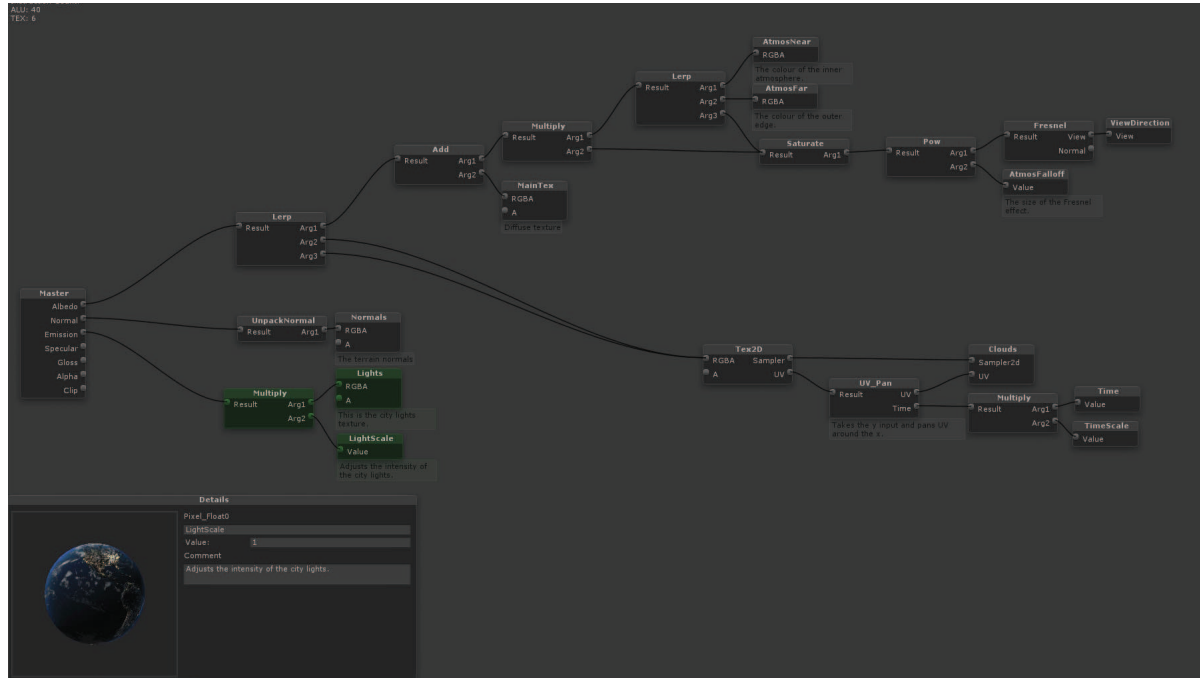 ALU: 40
TEX: 6
AtmosNear
RGBA
The colour of the inner
atmosphere.
AtmosFar
RGBA
The colour of the outer
edge.
Lerp
Result Arg1
Arg2
Arg3
Multiply
Result Arg1
Arg2
Saturate
Result Arg1
Pow
Result Arg1
Arg2
Fresnel
Result View
Normal
ViewDirection
View
AtmosFalloff
Value
The size of the Fresnel
effect.
Add
Result Arg1
Arg2
MainTex
RGBA
A
Diffuse texture
Lerp
Result Arg1
Arg2
Arg3
Master
Albedo
Normal
Emission
Specular
Gloss
Alpha
Clip
UnpackNormal
Result Arg1
Normals
RGBA
A
The terrain normals
Multiply
Result Arg1
Arg2
Lights
RGBA
A
This is the city lights
texture.
LightScale
Value
Adjusts the intensity of
the city lights.
Tex2D
RGBA Sampler
A UV
UV_Pan
Result UV
Time
Takes the y input and pans UV
around the x.
Clouds
Sampler2d
UV
Multiply
Result Arg1
Arg2
Time
Value
TimeScale
Value
Details
Pixel_Float0
LightScale
Value: 1
Comment
Adjusts the intensity of the city lights.